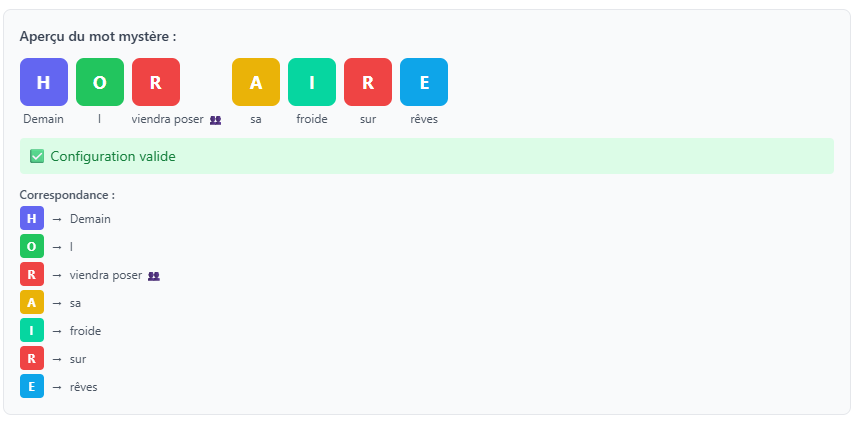 Aperçu du mot mystère :
H O R A I R E
Demain l viendra poser 👥 sa froide sur rêves
✅ Configuration valide
Correspondance :
H → Demain
O → l
R → viendra poser 👥
A → sa
I → froide
R → sur
E → rêves